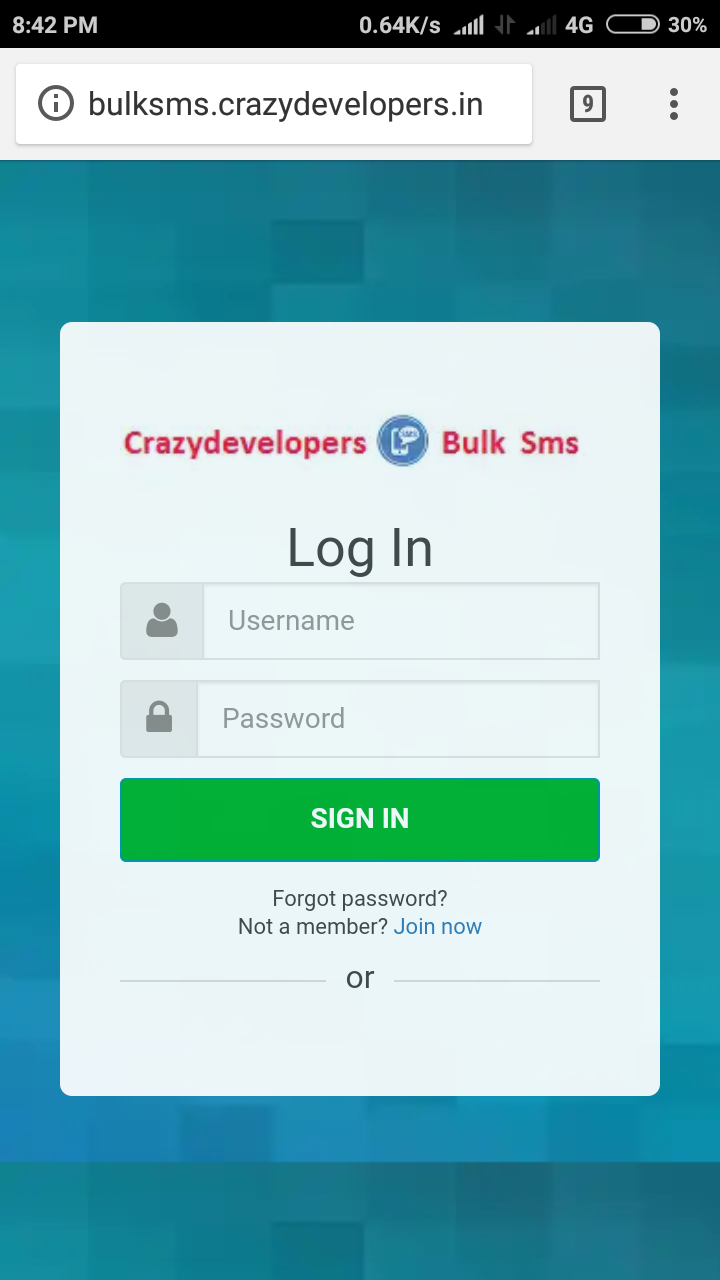 8:42 PM 0.64K/s 4G 30%
bulksms.crazydevelopers.in 9
Crazydevelopers SMS Bulk Sms
Log In
Username
Password
SIGN IN
Forgot password?
Not a member? Join now
or